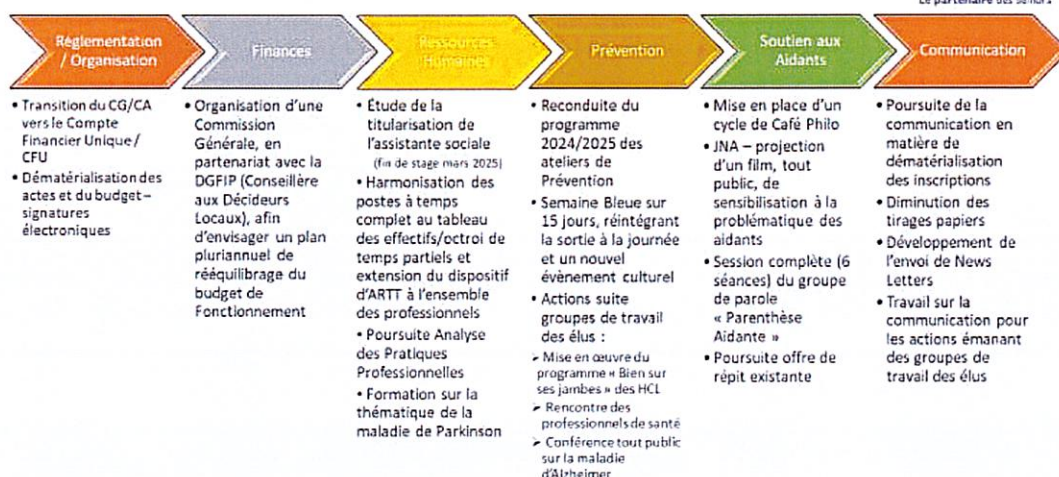 Le partenaire des seniors
Règlementation
/ Organisation
• Transition du CG/CA
vers le Compte
Financier Unique /
CFU
• Dématérialisation des
actes et du budget –
signatures
électroniques
Finances
• Organisation d'une
Commission
Générale, en
partenariat avec la
DGFIP (Conseillère
aux Décideurs
Locaux), afin
d'envisager un plan
pluriannuel de
rééquilibrage du
budget de
Fonctionnement
Ressources
Humaines
• Étude de la
titularisation de
l'assistante sociale
(fin de stage mars 2025)
• Harmonisation des
postes à temps
complet au tableau
des effectifs/octroi de
temps partiels et
extension du dispositif
d'ARTT à l'ensemble
des professionnels
• Poursuite Analyse
des Pratiques
Professionnelles
• Formation sur la
thématique de la
maladie de Parkinson
Prévention
• Reconduite du
programme
2024/2025 des
ateliers de
Prévention
• Semaine Bleue sur
15 jours, réintégrant
la sortie à la journée
et un nouvel
évènement culturel
• Actions suite
groupes de travail
des élus :
➢ Mise en œuvre du
programme « Bien sur
ses jambes » des HCL
➢ Rencontre des
professionnels de santé
➢ Conférence tout public
sur la maladie
d'Alzheimer
Soutien aux
Aidants
• Mise en place d'un
cycle de Café Philo
• JNA – projection
d'un film, tout
public, de
sensibilisation à la
problématique des
aidants
• Session complète (6
séances) du groupe
de parole
« Parenthèse
Aidante »
• Poursuite offre de
répit existante
Communication
• Poursuite de la
communication en
matière de
dématérialisation
des inscriptions
• Diminution des
tirages papiers
• Développement de
l'envoi de News
Letters
• Travail sur la
communication pour
les actions émanant
des groupes de
travail des élus